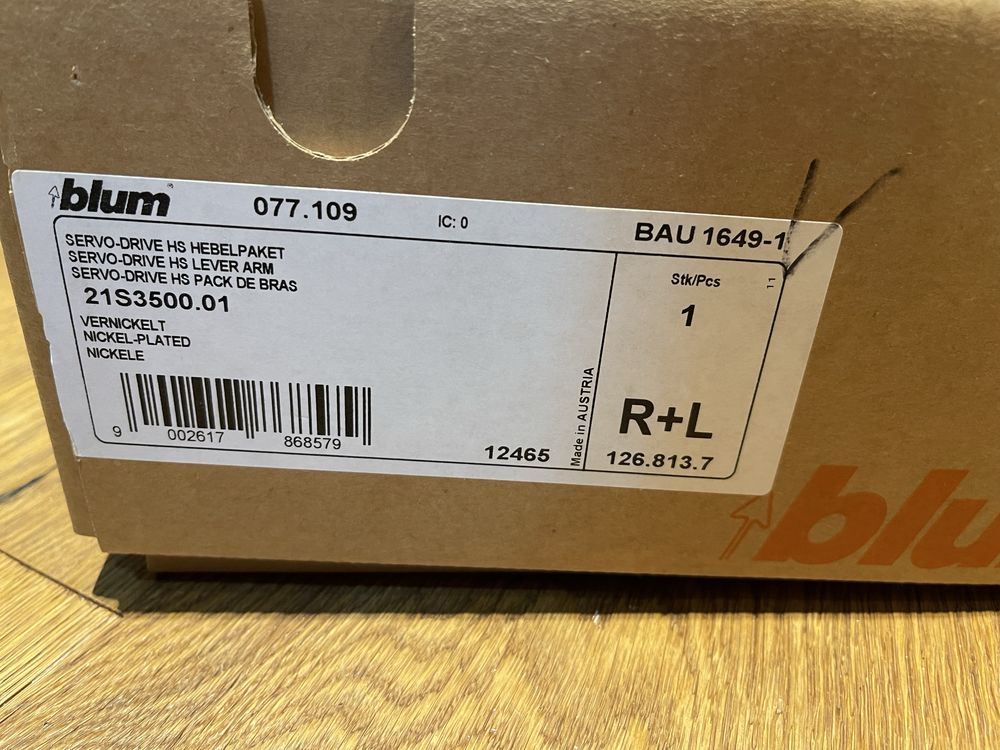 blum
077.109
IC: 0
BAU 1649-1
SERVO-DRIVE HS HEBELPAKET
SERVO-DRIVE HS LEVER ARM
SERVO-DRIVE HS PACK DE BRAS
21S3500.01
VERNICKELT
NICKEL-PLATED
NICKELE
9 002617 868579
12465
Made in AUSTRIA
Stk/Pcs
11
1
R+L
126.813.7
blu